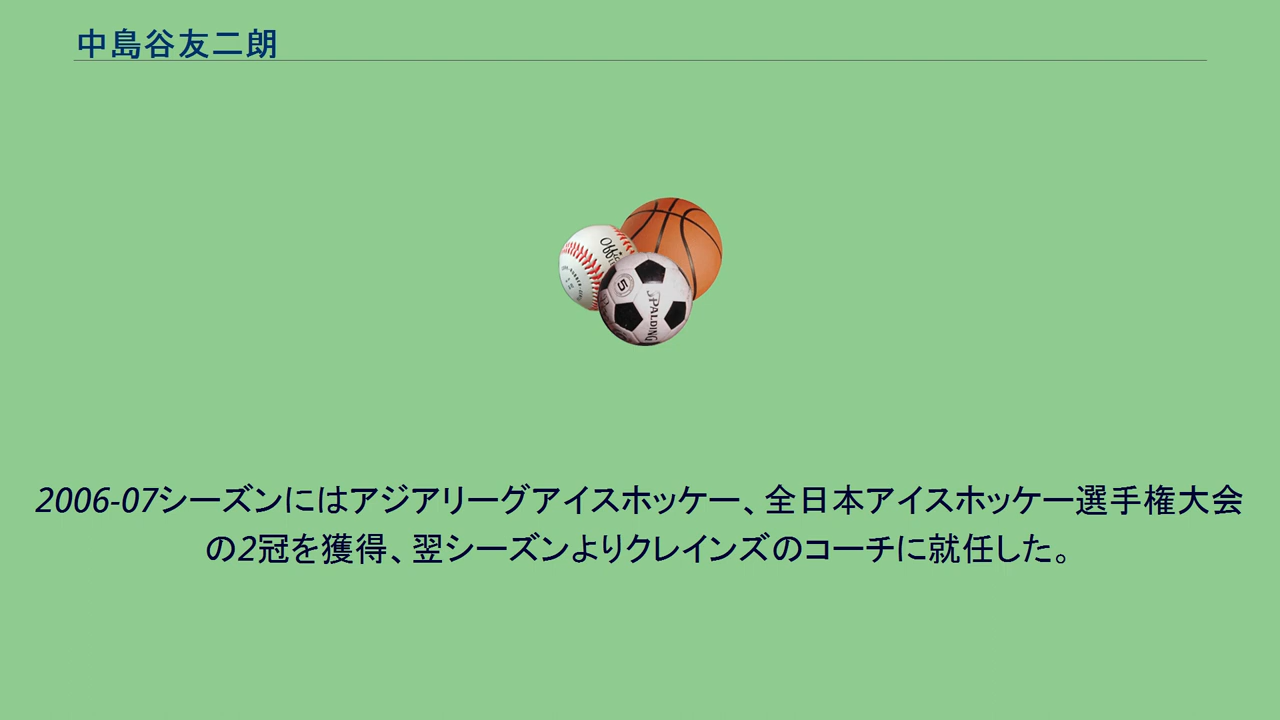 中島谷友二朗
Offici
5
SPALDING
2006-07シーズンにはアジアリーグアイスホッケー、全日本アイスホッケー選手権大会
の2冠を獲得、翌シーズンよりクレインズのコーチに就任した。